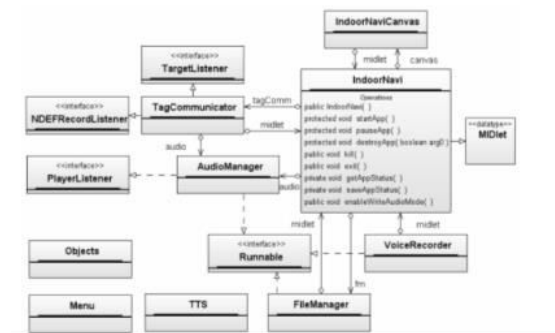 IndoorNaviCanvas
midlet
canvas
<<interface>>
TargetListener
IndoorNavi
Operations
public IndoorNavi( )
protected void startApp( )
protected void pauseApp( )
protected void destroyApp( boolean arg0 )
public void kill( )
public void exit( )
private void getAppStatus( )
private void saveAppStatus( )
public void enableWriteAudioMode( )
<<interface>>
NDEFRecordListener
TagCommunicator
tagComm
midlet
<<datatype>>
MIDlet
audio
<<interface>>
PlayerListener
AudioManager
audio
midlet
midlet
Objects
<<interface>>
Runnable
VoiceRecorder
fm
Menu
TTS
FileManager